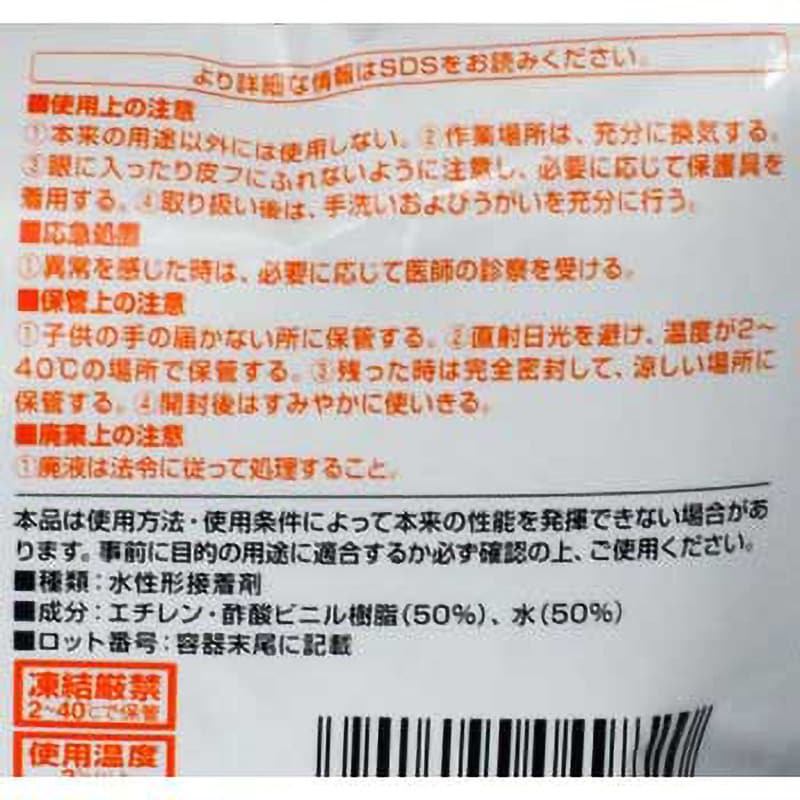 より詳細な情報はSDSをお読みください。
■使用上の注意
①本来の用途以外には使用しない。②作業場所は、充分に換気する。
③眼に入ったり皮フにふれないように注意し、必要に応じて保護具を
着用する。④取り扱い後は、手洗いおよびうがいを充分に行う。
■応急処置
①異常を感じた時は、必要に応じて医師の診察を受ける。
■保管上の注意
①子供の手の届かない所に保管する。②直射日光を避け、温度が2〜
40℃の場所で保管する。③残った時は完全密封して、涼しい場所に
保管する。④開封後はすみやかに使いきる。
■廃棄上の注意
①廃液は法令に従って処理すること。
本品は使用方法・使用条件によって本来の性能を発揮できない場合があ
ります。事前に目的の用途に適合するか必ず確認の上、ご使用ください。
■種類：水性形接着剤
■成分：エチレン・酢酸ビニル樹脂(50%)、水(50%)
■ロット番号：容器末尾に記載
凍結厳禁
2〜40℃で保管
使用温度